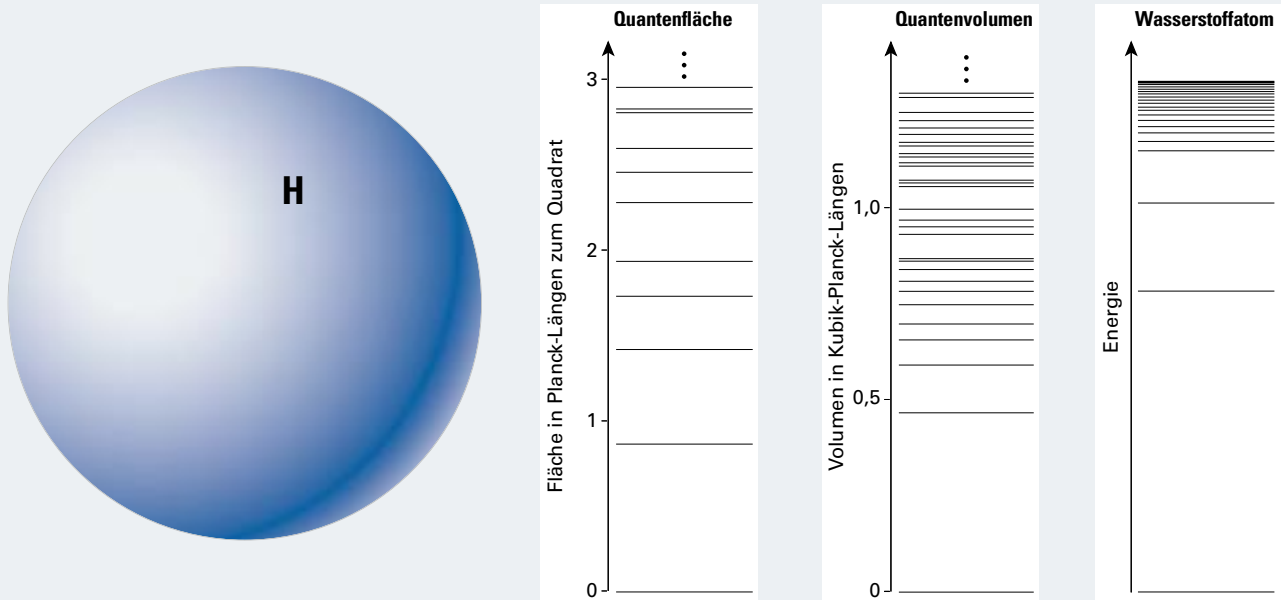 H
Quantenfläche
Fläche in Planck-Längen zum Quadrat
3
2
1
0
Quantenvolumen
Volumen in Kubik-Planck-Längen
1,0
0,5
0
Wasserstoffatom
Energie